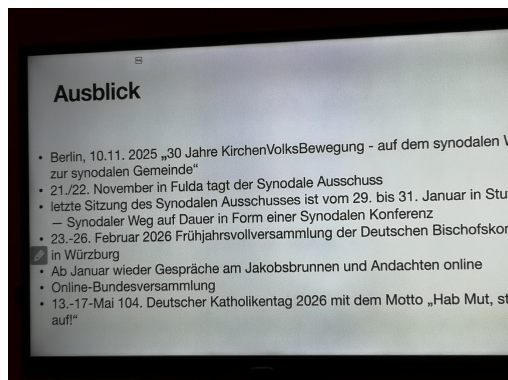 Ausblick
• Berlin, 10.11. 2025 „30 Jahre KirchenVolksBewegung - auf dem synodalen
zur synodalen Gemeinde“
• 21./22. November in Fulda tagt der Synodale Ausschuss
• letzte Sitzung des Synodalen Ausschusses ist vom 29. bis 31. Januar in
— Synodaler Weg auf Dauer in Form einer Synodalen Konferenz
• 23.-26. Februar 2026 Frühjahrsvollversammlung der Deutschen
in Würzburg
• Ab Januar wieder Gespräche am Jakobsbrunnen und Andachten online
• Online-Bundesversammlung
• 13.-17-Mai 104. Deutscher Katholikentag 2026 mit dem Motto „Hab Mut,
auf!“